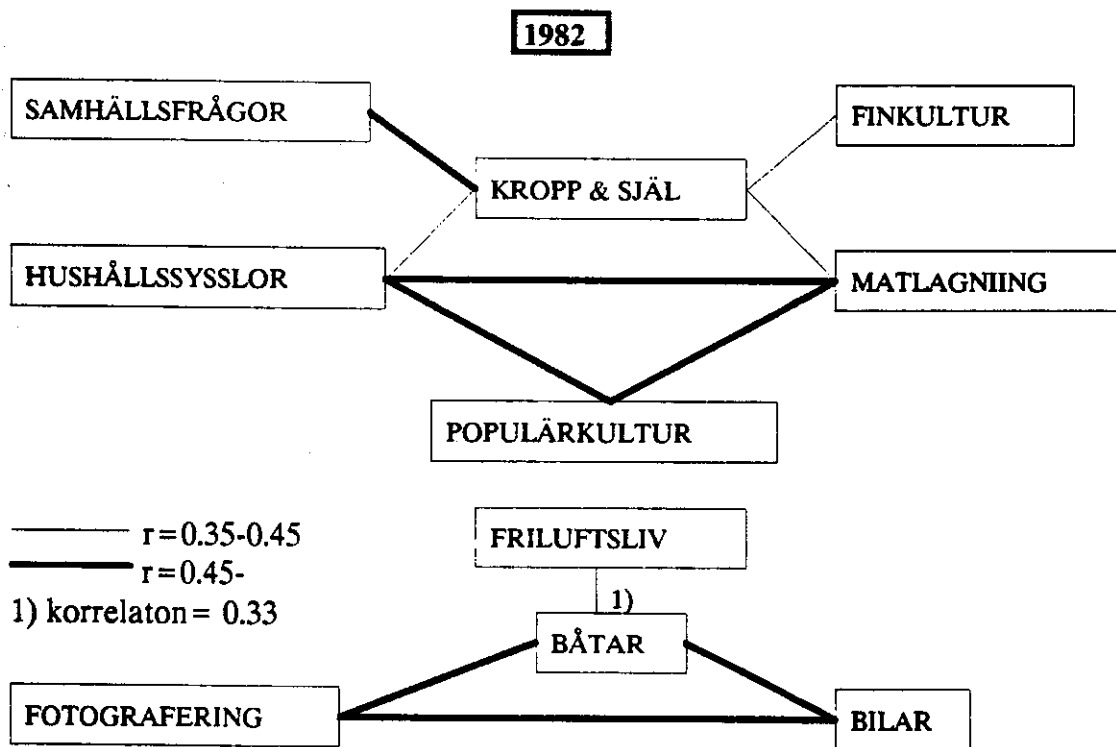 1982
SAMHÄLLSFRÅGOR
FINKULTUR
KROPP & SJÄL
HUSHÅLLSSYSSLOR
MATLAGNIING
POPULÄRKULTUR
r=0.35-0.45
r=0.45-
1) korrelaton= 0.33
FRILUFTSLIV
1)
BÅTAR
FOTOGRAFERING
BILAR